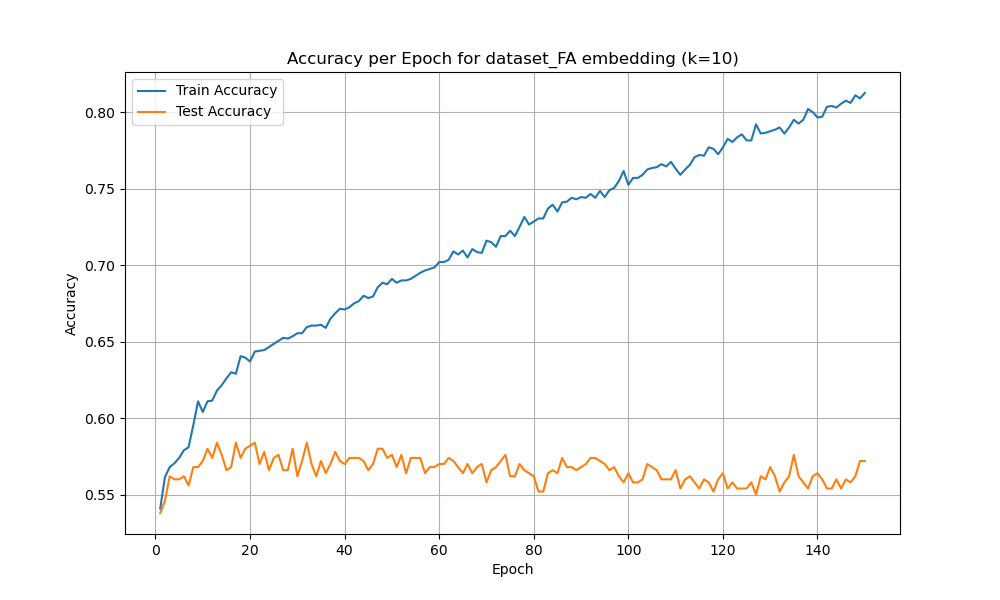 Accuracy per Epoch for dataset_FA embedding (k=10)
Train Accuracy
Test Accuracy
0.80
0.75
0.70
0.65
0.60
0.55
Accuracy
0 20 40 60 80 100 120 140
Epoch